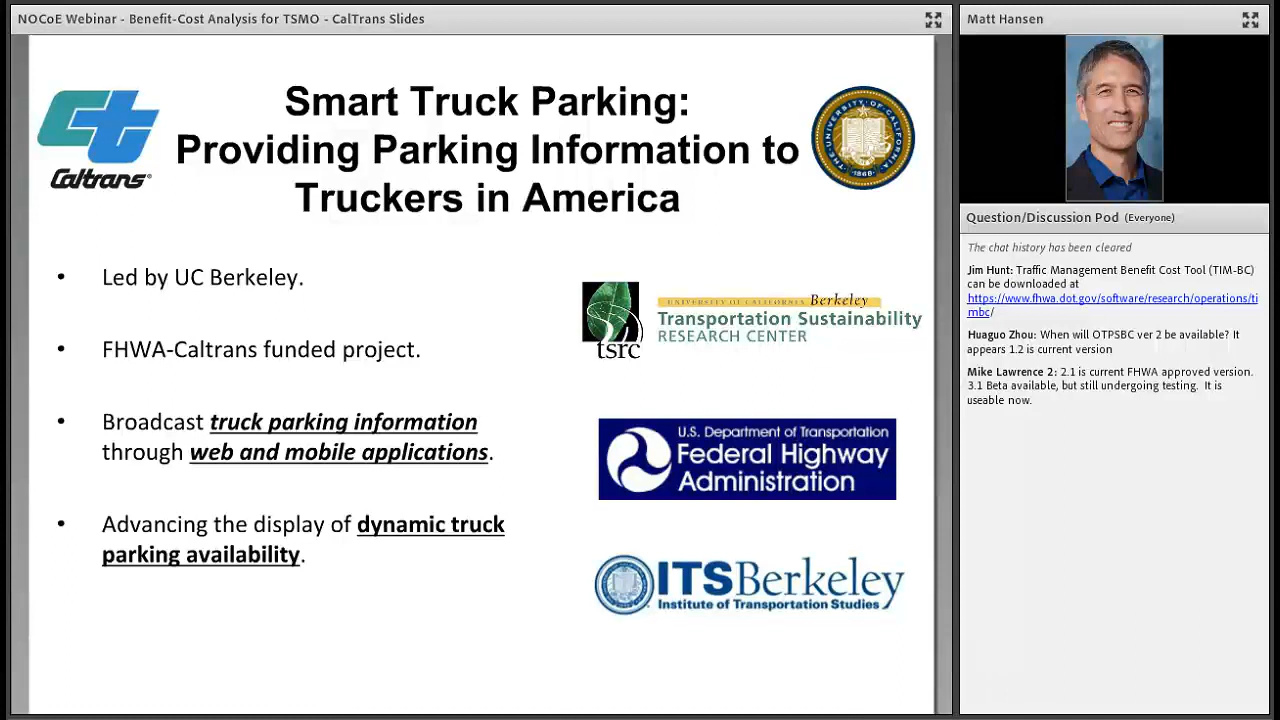 NOCoE Webinar - Benefit-Cost Analysis for TSMO - CalTrans Slides
Smart Truck Parking:
Providing Parking Information to
Truckers in America
Caltrans
THE UNIVERSITY OF CALIFORNIA
1868
• Led by UC Berkeley.
• FHWA-Caltrans funded project.
• Broadcast truck parking information
through web and mobile applications.
• Advancing the display of dynamic truck
parking availability.
tsrc
UNIVERSITY OF CALIFORNIA Berkeley
Transportation Sustainability
RESEARCH CENTER
U.S. Department of Transportation
Federal Highway
Administration
ITSBerkeley
Institute of Transportation Studies
Matt Hansen
Question/Discussion Pod (Everyone)
The chat history has been cleared
Jim Hunt: Traffic Management Benefit Cost Tool (TIM-BC)
can be downloaded at
https://www.fhwa.dot.gov/software/research/operations/ti
mbc/
Huaguo Zhou: When will OTPSBC ver 2 be available? It
appears 1.2 is current version
Mike Lawrence 2: 2.1 is current FHWA approved version.
3.1 Beta available, but still undergoing testing. It is
useable now.